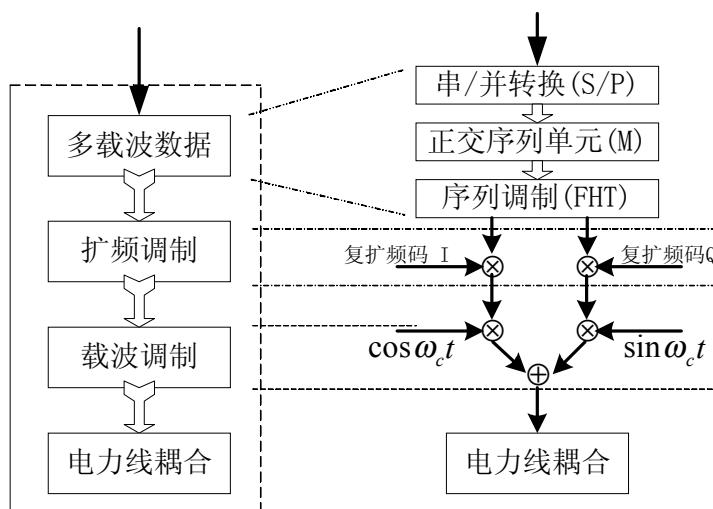 多载波数据
扩频调制
载波调制
电力线耦合
串/并转换(S/P)
正交序列单元(M)
序列调制(FHT)
复扩频码 I
复扩频码Q
cosω_c t
sinω_c t
电力线耦合